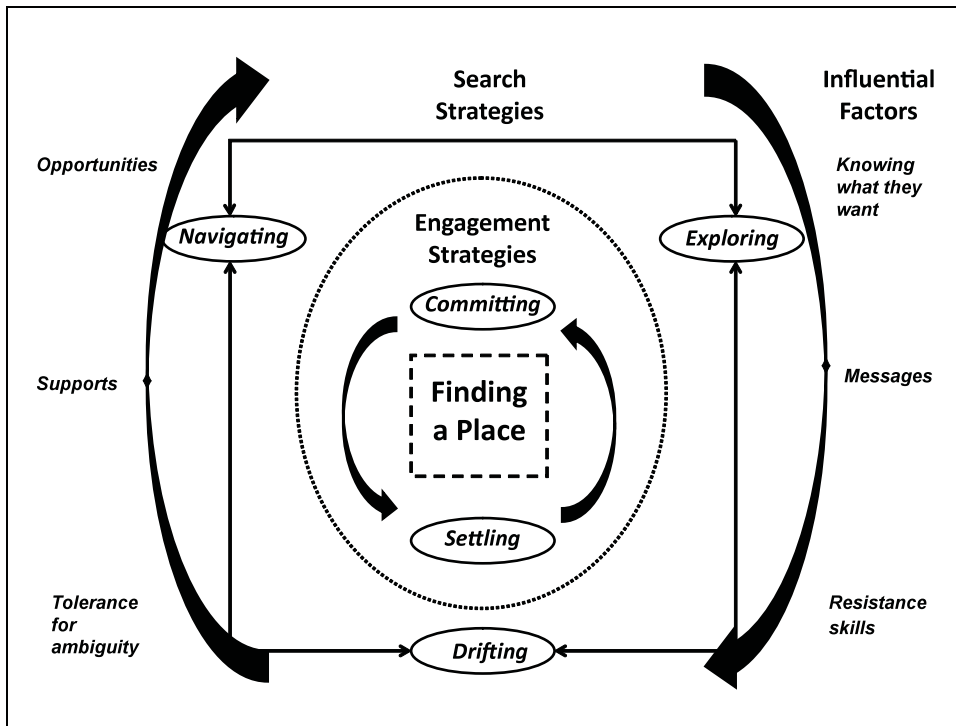 Search
Strategies
Influential
Factors
Opportunities
Knowing
what they
want
Navigating
Exploring
Engagement
Strategies
Committing
Supports
Finding
a Place
Messages
Settling
Tolerance
for
ambiguity
Resistance
skills
Drifting